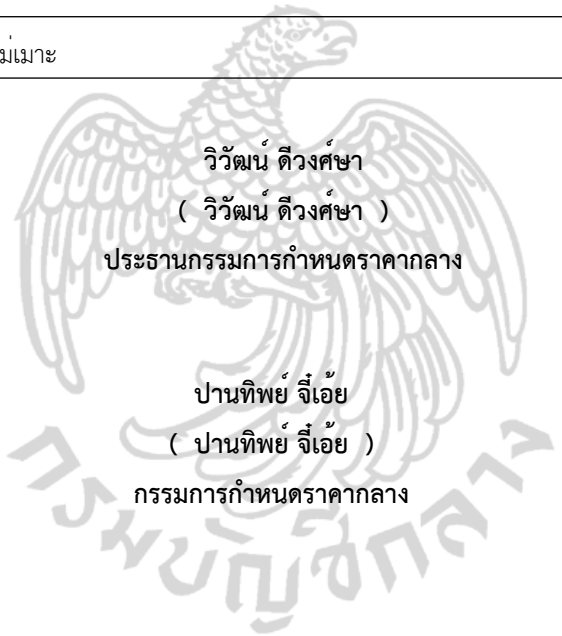 ม่เมาะ
วิวัฒน์ ดีวงศ์ษา
( วิวัฒน์ ดีวงศ์ษา )
ประธานกรรมการกำหนดราคากลาง
ปานทิพย์ จี๋เอ้ย
( ปานทิพย์ จี๋เอ้ย )
กรรมการกำหนดราคากลาง
กรมบัญชีกลาง